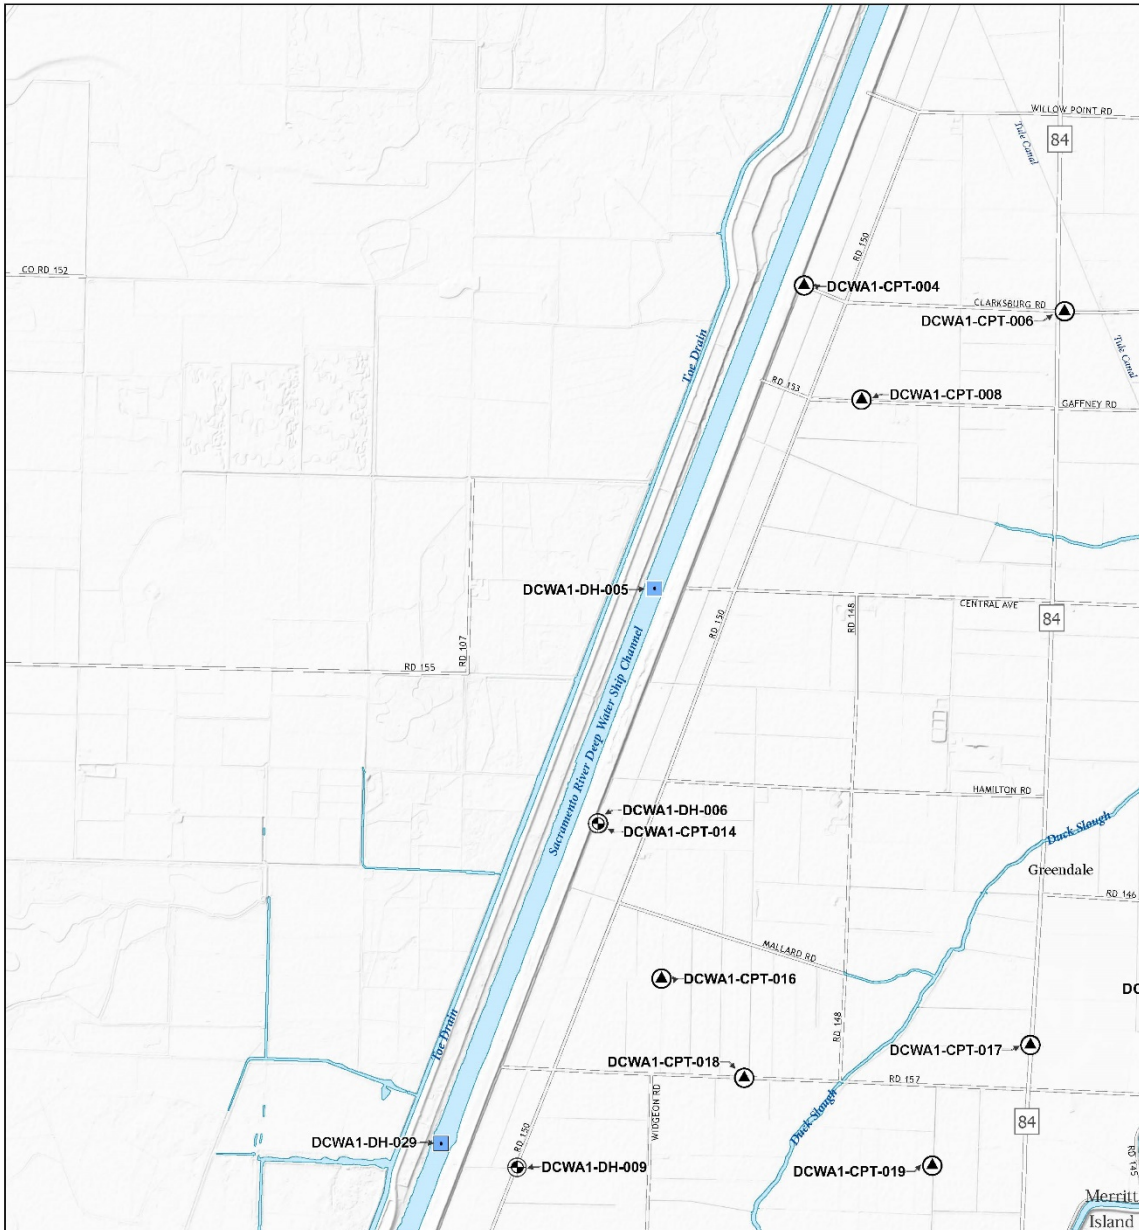 WILLOW POINT RD
Tule Canal
84
RD 150
CO RD 152
DCWA1-CPT-004
CLARKSBURG RD
DCWA1-CPT-006
Toe Drain
Tule Canal
RD 153
DCWA1-CPT-008
GAFFNEY RD
DCWA1-DH-005
CENTRAL AVE
RD 150
RD 148
84
RD 107
RD 155
Sacramento River Deep Water Ship Channel
HAMILTON RD
DCWA1-DH-006
DCWA1-CPT-014
Duck Slough
Greendale
RD 146
MALLARD RD
DCWA1-CPT-016
DC
Toe Drain
RD 148
DCWA1-CPT-017
DCWA1-CPT-018
RD 157
WIDGEON RD
Duck Slough
84
RD 150
DCWA1-DH-029
DCWA1-DH-009
DCWA1-CPT-019
RD 145
Merritt
Island